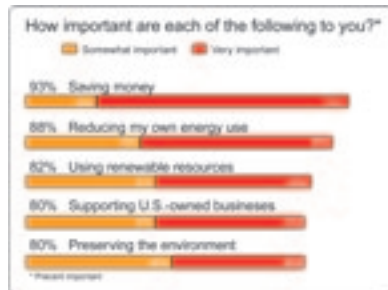 How important are each of the following to you?*
Somewhat important Very important
93% Saving money
88% Reducing my own energy use
82% Using renewable resources
80% Supporting U.S.-owned busineses
80% Preserving the environment
* Percent important